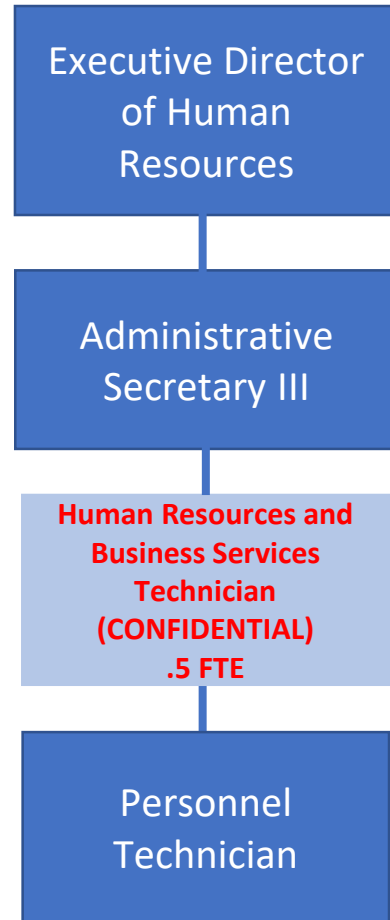 Executive Director
of Human
Resources
Administrative
Secretary III
Human Resources and
Business Services
Technician
(CONFIDENTIAL)
.5 FTE
Personnel
Technician